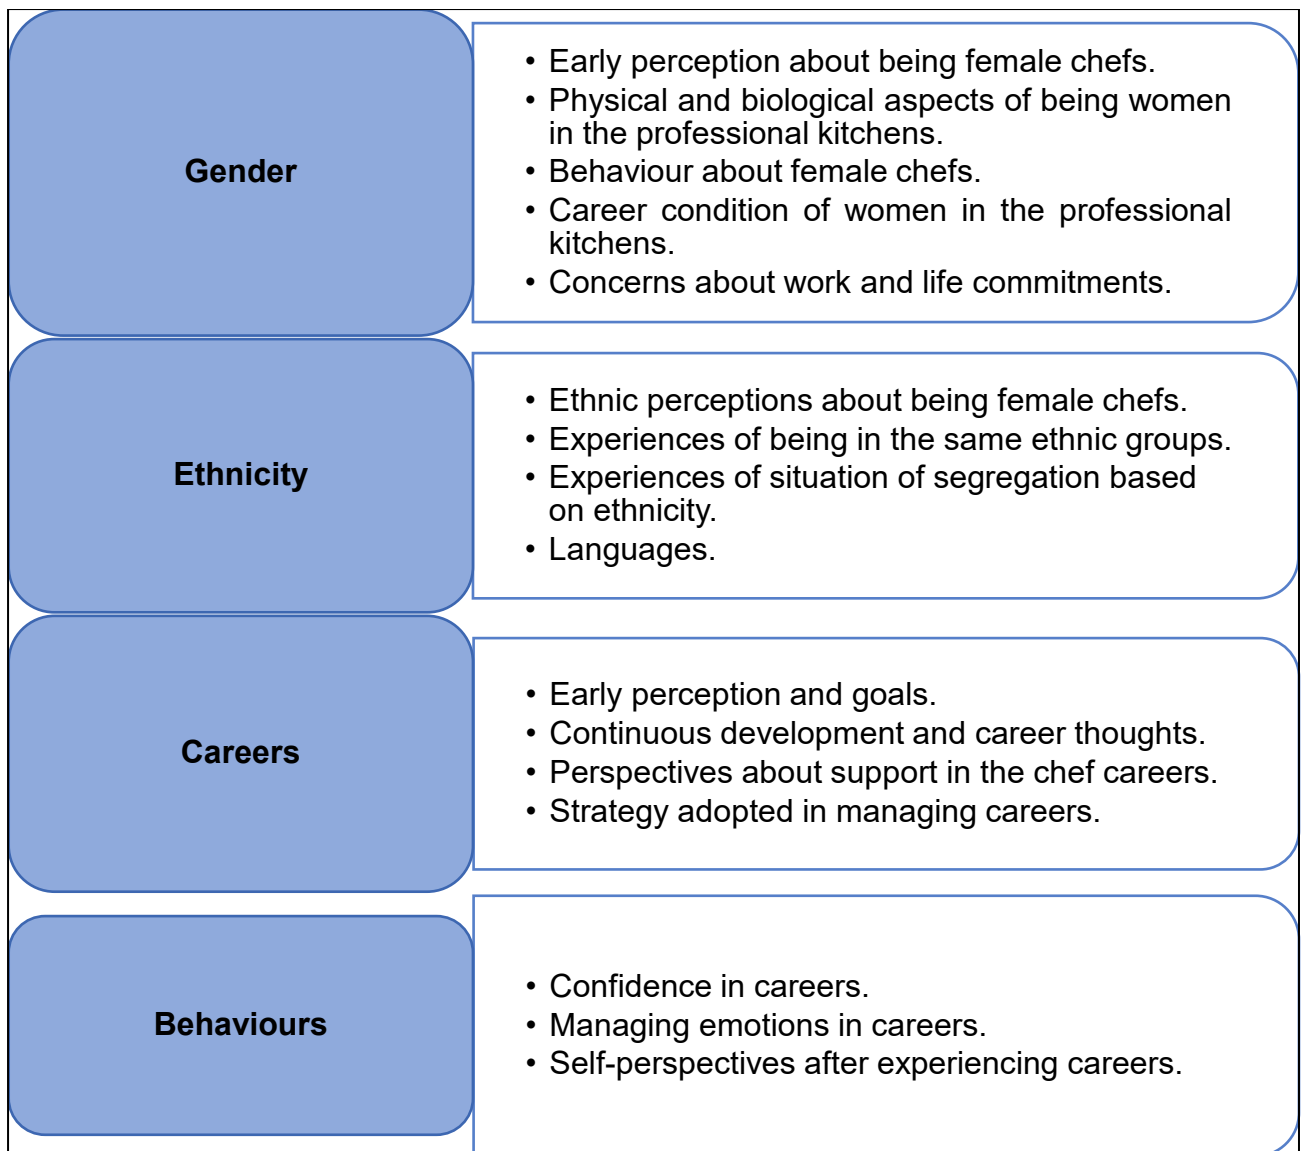 Gender
• Early perception about being female chefs.
• Physical and biological aspects of being women
in the professional kitchens.
• Behaviour about female chefs.
• Career condition of women in the professional
kitchens.
• Concerns about work and life commitments.
Ethnicity
• Ethnic perceptions about being female chefs.
• Experiences of being in the same ethnic groups.
• Experiences of situation of segregation based
on ethnicity.
• Languages.
Careers
• Early perception and goals.
• Continuous development and career thoughts.
• Perspectives about support in the chef careers.
• Strategy adopted in managing careers.
Behaviours
• Confidence in careers.
• Managing emotions in careers.
• Self-perspectives after experiencing careers.